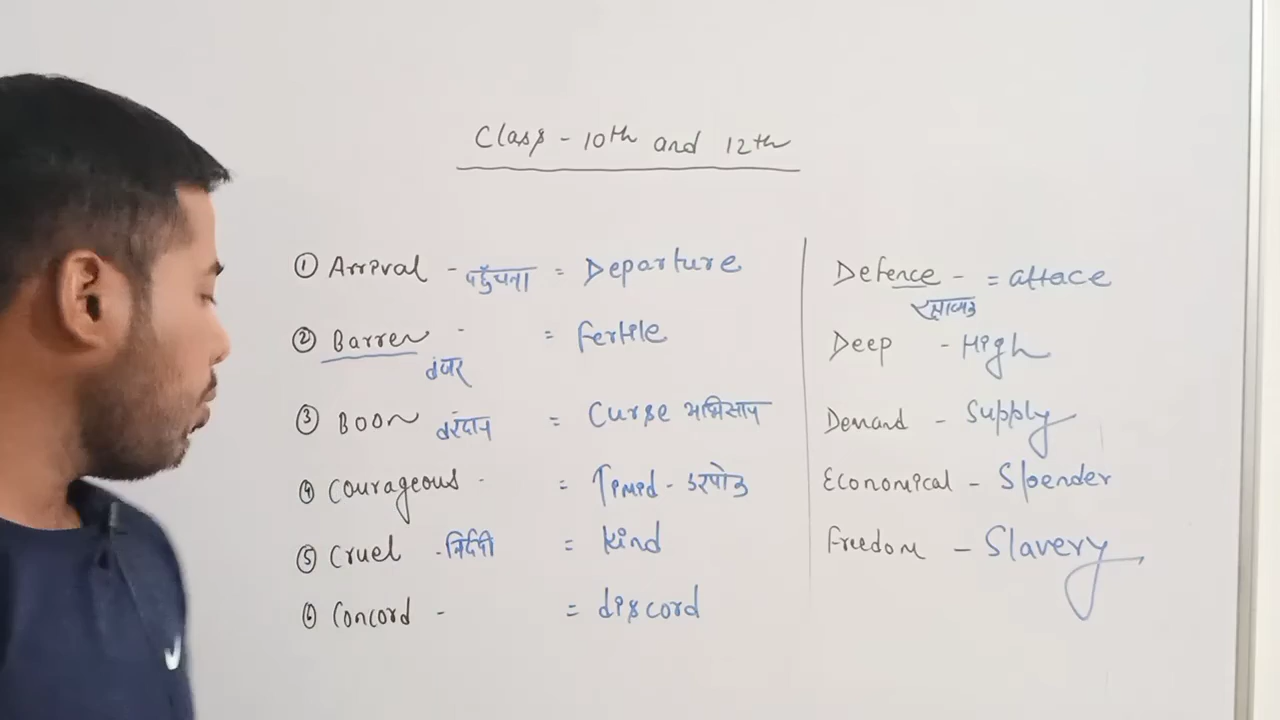 Class - 10th and 12th
① Arrival - पहुँचना = Departure
② Barren - बंजर = fertile
③ Boon वरदान = Curse अभिसाप
④ Courageous - = Timid - डरपोक
⑤ Cruel - निर्दयी = kind
⑥ Concord - = discord
Defence - = attace
Deep - High
Demand - Supply
Economical - Spender
Freedom - Slavery